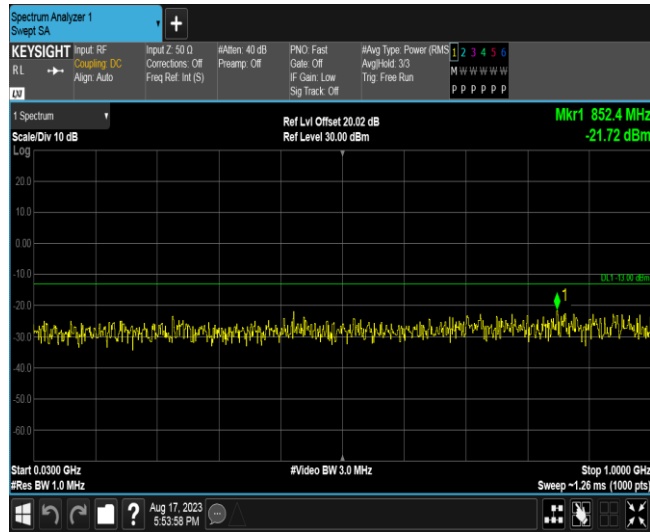 Spectrum Analyzer 1
Swept SA
KEYSIGHT
Input: RF
Coupling: DC
Align: Auto
Input Z: 50 Ω
Corrections: Off
Freq Ref: Int (S)
#Atten: 40 dB
Preamp: Off
PNO: Fast
Gate: Off
IF Gain: Low
Sig Track: Off
#Avg Type: Power (RMS
Avg|Hold: 3/3
Trig: Free Run
1 2 3 4 5 6
M W W W W W
P P P P P P
RL
LXI
1 Spectrum
Scale/Div 10 dB
Ref Lvl Offset 20.02 dB
Ref Level 30.00 dBm
Mkr1 852.4 MHz
-21.72 dBm
Log
20.0
10.0
0.00
-10.0
DL1 -13.00 dBm
1
-20.0
-30.0
-40.0
-50.0
-60.0
Start 0.0300 GHz
#Video BW 3.0 MHz
Stop 1.0000 GHz
#Res BW 1.0 MHz
Sweep ~1.26 ms (1000 pts)
?
Aug 17, 2023
5:53:58 PM